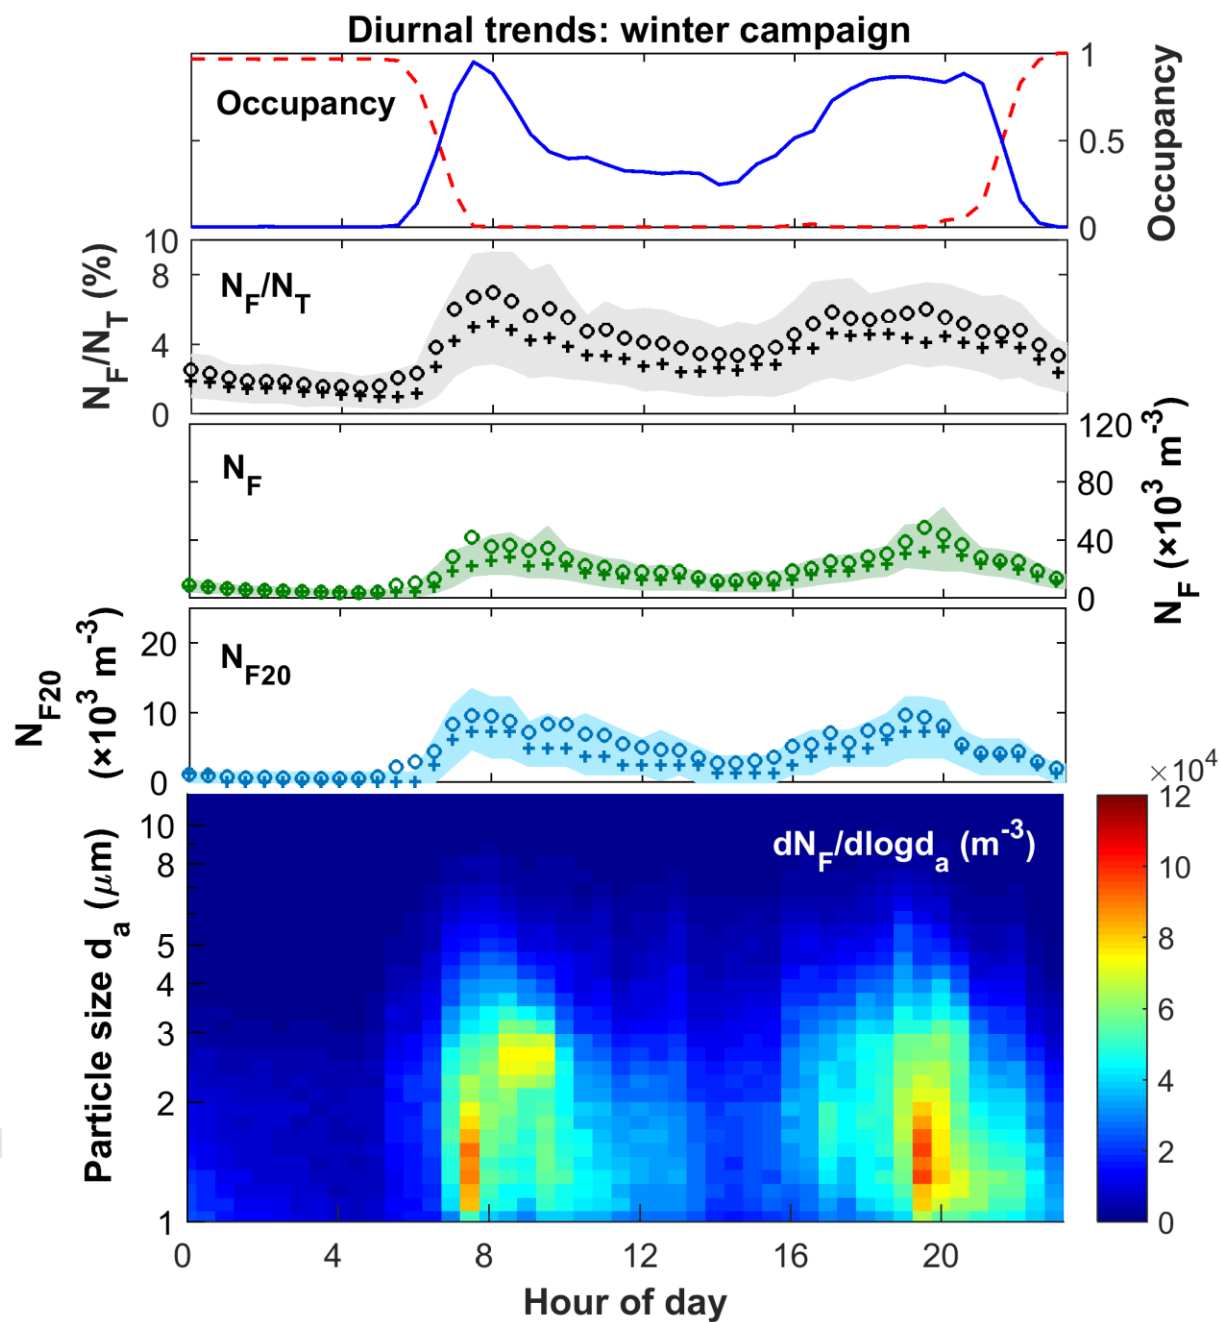 Diurnal trends: winter campaign
Occupancy
1
0.5
0
Occupancy
10
8
4
0
N_F/N_T (%)
N_F/N_T
N_F
120
80
40
0
N_F (×10^3 m^-3)
N_F20
(×10^3 m^-3)
20
10
0
N_F20
×10^4
12
10
8
6
4
2
0
dN_F/dlogd_a (m^-3)
Particle size d_a (μm)
10
8
5
4
3
2
1
0
4
8
12
16
20
Hour of day